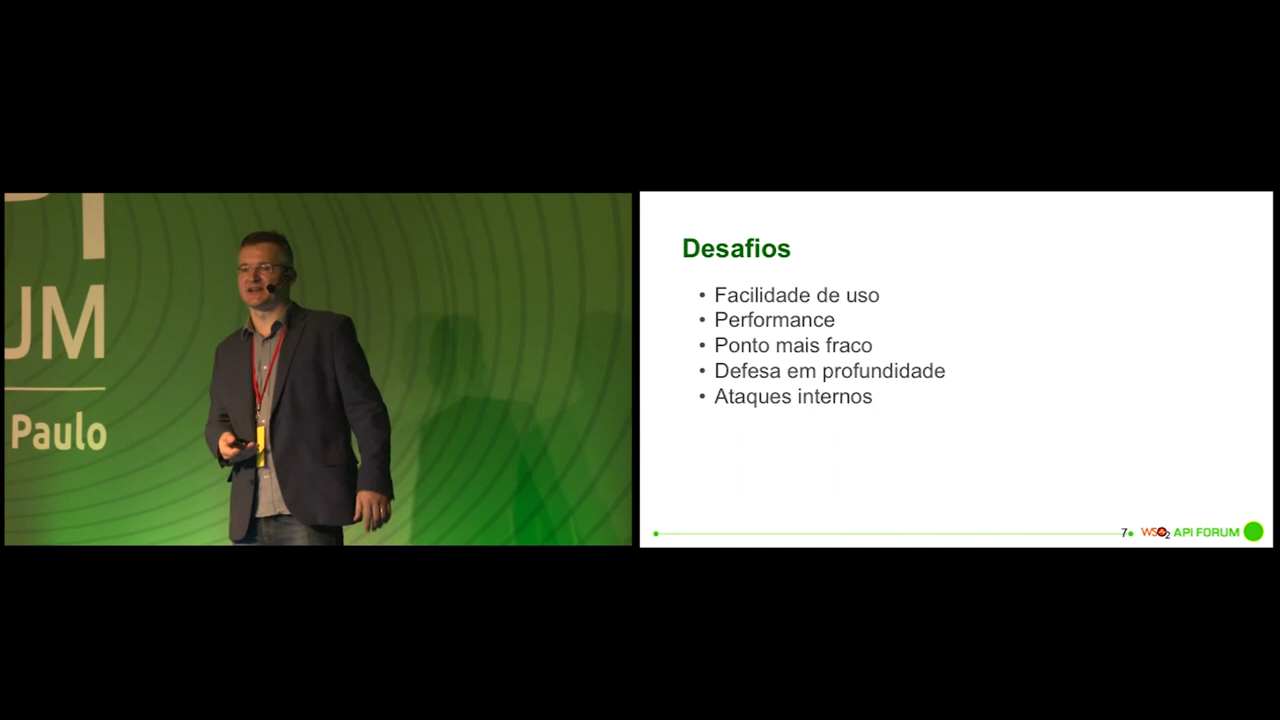 PI
UM
Paulo
Desafios
• Facilidade de uso
• Performance
• Ponto mais fraco
• Defesa em profundidade
• Ataques internos
7
WSO2 API FORUM